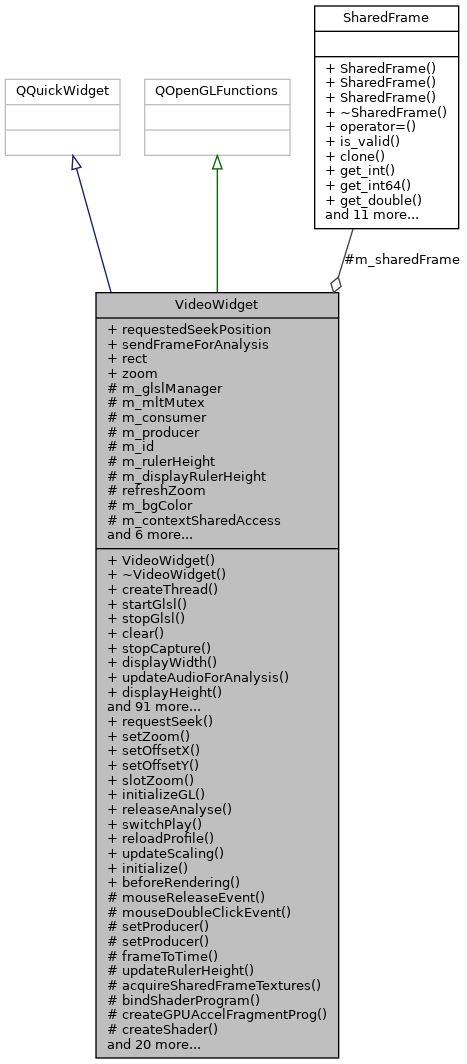 SharedFrame
+ SharedFrame()
+ SharedFrame()
+ SharedFrame()
+ ~SharedFrame()
+ operator=()
+ is_valid()
+ clone()
+ get_int()
+ get_int64()
+ get_double()
and 11 more...
QQuickWidget
QOpenGLFunctions
#m_sharedFrame
VideoWidget
+ requestedSeekPosition
+ sendFrameForAnalysis
+ rect
+ zoom
# m_glslManager
# m_mltMutex
# m_consumer
# m_producer
# m_id
# m_rulerHeight
# m_displayRulerHeight
# refreshZoom
# m_bgColor
# m_contextSharedAccess
and 6 more...
+ VideoWidget()
+ ~VideoWidget()
+ createThread()
+ startGlsl()
+ stopGlsl()
+ clear()
+ stopCapture()
+ displayWidth()
+ updateAudioForAnalysis()
+ displayHeight()
and 91 more...
+ requestSeek()
+ setZoom()
+ setOffsetX()
+ setOffsetY()
+ slotZoom()
+ initializeGL()
+ releaseAnalyse()
+ switchPlay()
+ reloadProfile()
+ updateScaling()
+ initialize()
+ beforeRendering()
# mouseReleaseEvent()
# mouseDoubleClickEvent()
# setProducer()
# setProducer()
# frameToTime()
# updateRulerHeight()
# acquireSharedFrameTextures()
# bindShaderProgram()
# createGPUAccelFragmentProg()
# createShader()
and 20 more...